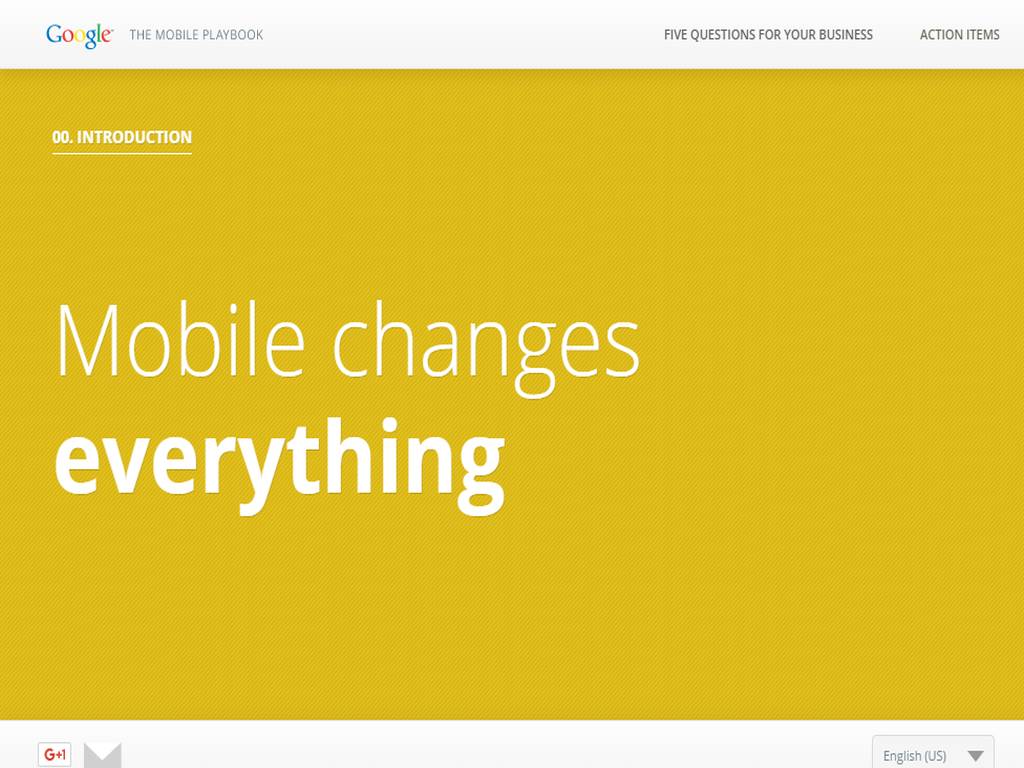 Google THE MOBILE PLAYBOOK
FIVE QUESTIONS FOR YOUR BUSINESS
ACTION ITEMS
00. INTRODUCTION
Mobile changes
everything
G+1
English (US)